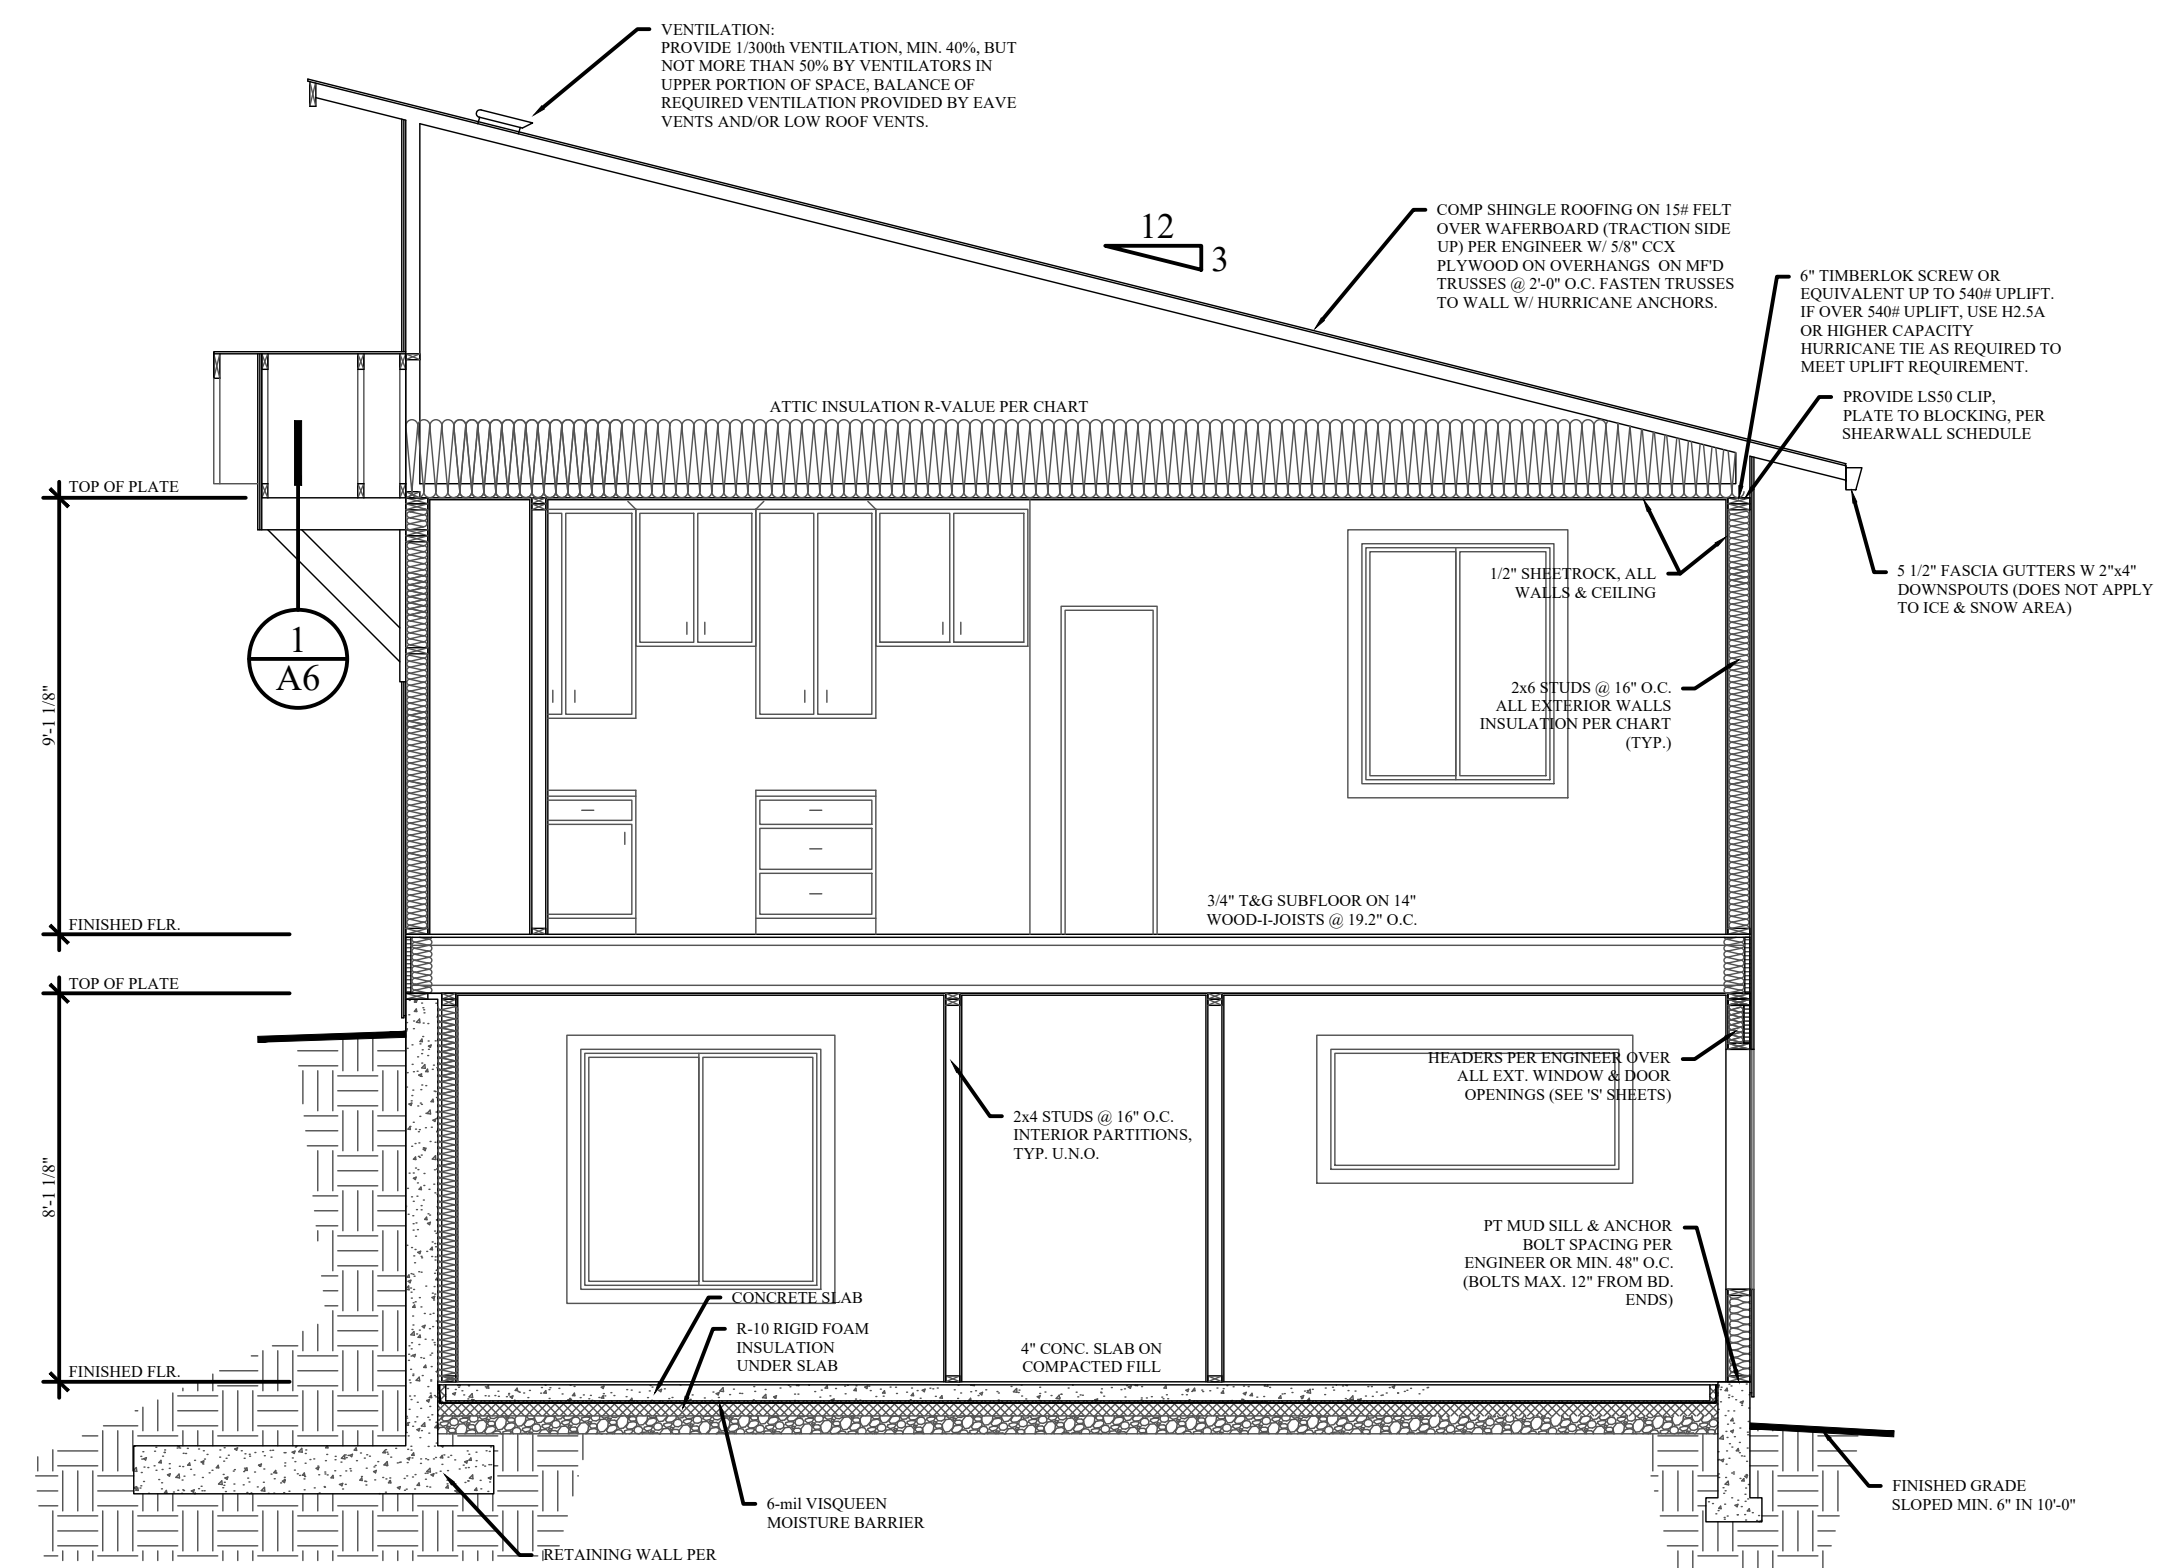 VENTILATION:
PROVIDE 1/300th VENTILATION, MIN. 40%, BUT
NOT MORE THAN 50% BY VENTILATORS IN
UPPER PORTION OF SPACE, BALANCE OF
REQUIRED VENTILATION PROVIDED BY EAVE
VENTS AND/OR LOW ROOF VENTS.
12
3
COMP SHINGLE ROOFING ON 15# FELT
OVER WAFERBOARD (TRACTION SIDE
UP) PER ENGINEER W/ 5/8" CCX
PLYWOOD ON OVERHANGS ON MF'D
TRUSSES @ 2'-0" O.C. FASTEN TRUSSES
TO WALL W/ HURRICANE ANCHORS.
6" TIMBERLOK SCREW OR
EQUIVALENT UP TO 540# UPLIFT.
IF OVER 540# UPLIFT, USE H2.5A
OR HIGHER CAPACITY
HURRICANE TIE AS REQUIRED TO
MEET UPLIFT REQUIREMENT.
PROVIDE LS50 CLIP,
PLATE TO BLOCKING, PER
SHEARWALL SCHEDULE
ATTIC INSULATION R-VALUE PER CHART
TOP OF PLATE
1/2" SHEETROCK, ALL
WALLS & CEILING
5 1/2" FASCIA GUTTERS W 2"x4"
DOWNSPOUTS (DOES NOT APPLY
TO ICE & SNOW AREA)
1
A6
9'-1 1/8"
2x6 STUDS @ 16" O.C.
ALL EXTERIOR WALLS
INSULATION PER CHART
(TYP.)
3/4" T&G SUBFLOOR ON 14"
WOOD-I-JOISTS @ 19.2" O.C.
FINISHED FLR.
TOP OF PLATE
HEADERS PER ENGINEER OVER
ALL EXT. WINDOW & DOOR
OPENINGS (SEE 'S' SHEETS)
2x4 STUDS @ 16" O.C.
INTERIOR PARTITIONS,
TYP. U.N.O.
8'-1 1/8"
PT MUD SILL & ANCHOR
BOLT SPACING PER
ENGINEER OR MIN. 48" O.C.
(BOLTS MAX. 12" FROM BD.
ENDS)
CONCRETE SLAB
R-10 RIGID FOAM
INSULATION
UNDER SLAB
4" CONC. SLAB ON
COMPACTED FILL
FINISHED FLR.
6-mil VISQUEEN
MOISTURE BARRIER
FINISHED GRADE
SLOPED MIN. 6" IN 10'-0"
RETAINING WALL PER